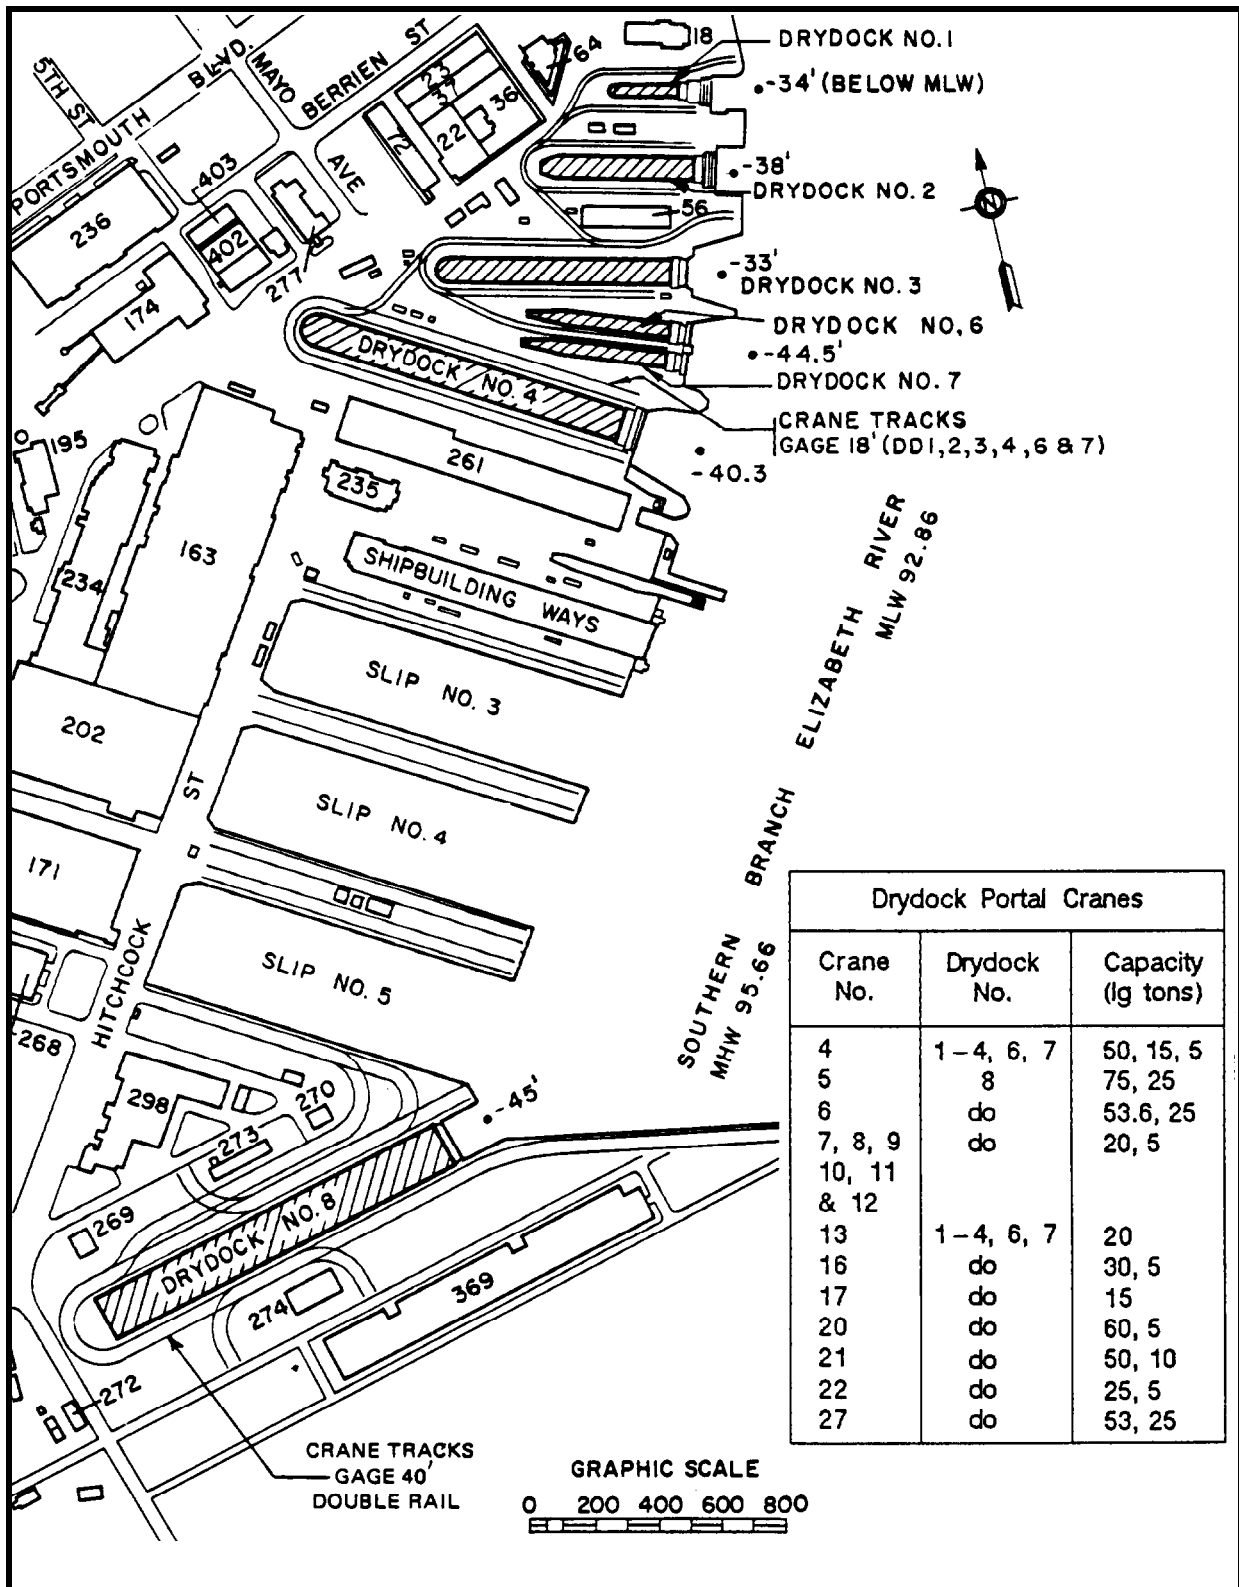 5TH ST
PORTSMOUTH BLVD.
MAYO AVE
BERRIEN ST
64
18
DRYDOCK NO. 1
-34' (BELOW MLW)
23
37
36
22
72
403
402
236
277
174
-38'
DRYDOCK NO. 2
56
-33'
DRYDOCK NO. 3
DRYDOCK NO, 6
-44.5'
DRYDOCK NO. 7
DRYDOCK NO. 4
CRANE TRACKS
GAGE 18' (DD1,2,3,4,6 & 7)
-40.3
195
261
235
163
234
SHIPBUILDING WAYS
SLIP NO. 3
202
SLIP NO. 4
171
SLIP NO. 5
HITCHCOCK ST
268
SOUTHERN BRANCH ELIZABETH RIVER
MHW 95.66
MLW 92.86
N
298
270
273
-45'
269
DRYDOCK NO. 8
274
369
272
CRANE TRACKS
GAGE 40'
DOUBLE RAIL
GRAPHIC SCALE
0 200 400 600 800
Drydock Portal Cranes
Crane No. Drydock No. Capacity (lg tons)
4 1-4, 6, 7 50, 15, 5
5 8 75, 25
6 do 53.6, 25
7, 8, 9 do 20, 5
10, 11
& 12
13 1-4, 6, 7 20
16 do 30, 5
17 do 15
20 do 60, 5
21 do 50, 10
22 do 25, 5
27 do 53, 25